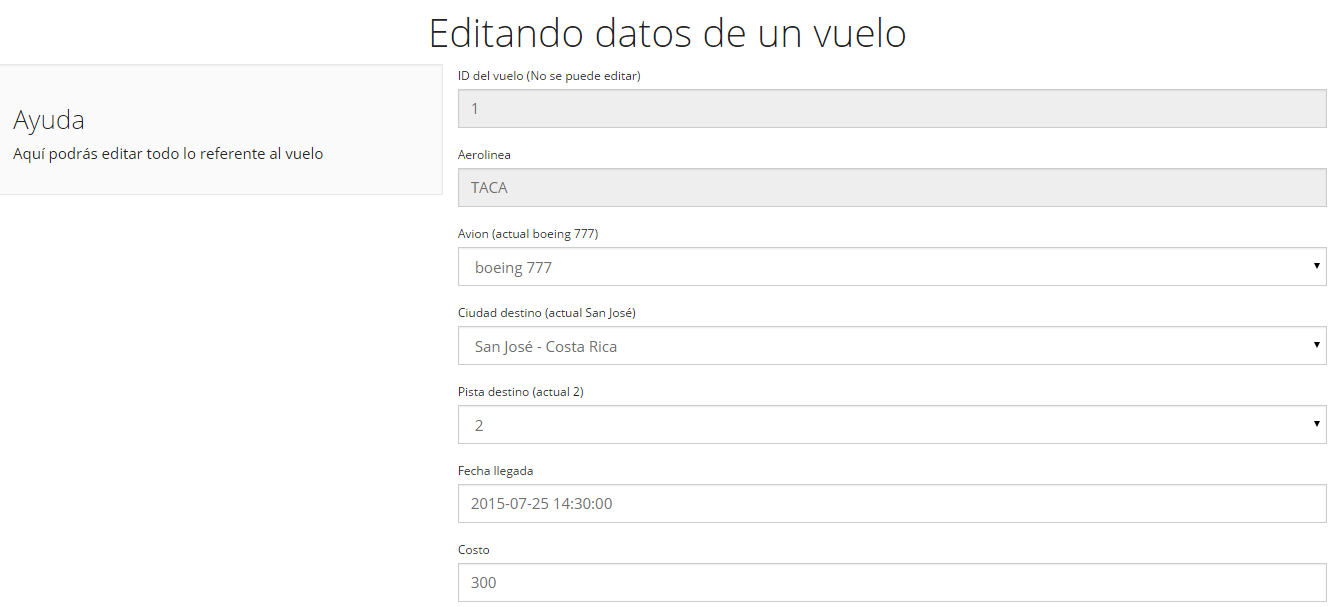 Editando datos de un vuelo
Ayuda
Aquí podrás editar todo lo referente al vuelo
ID del vuelo (No se puede editar)
1
Aerolinea
TACA
Avion (actual boeing 777)
boeing 777
Ciudad destino (actual San José)
San José - Costa Rica
Pista destino (actual 2)
2
Fecha llegada
2015-07-25 14:30:00
Costo
300